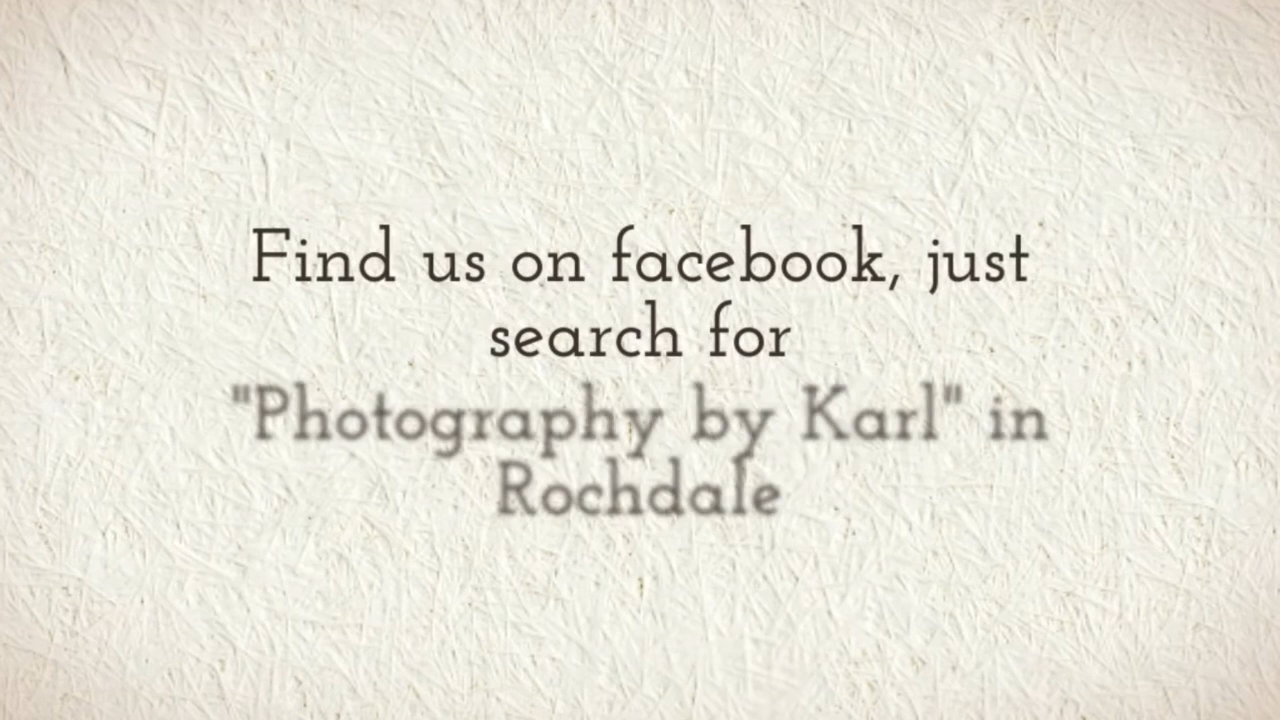 Find us on facebook, just
search for
"Photography by Karl" in
Rochdale